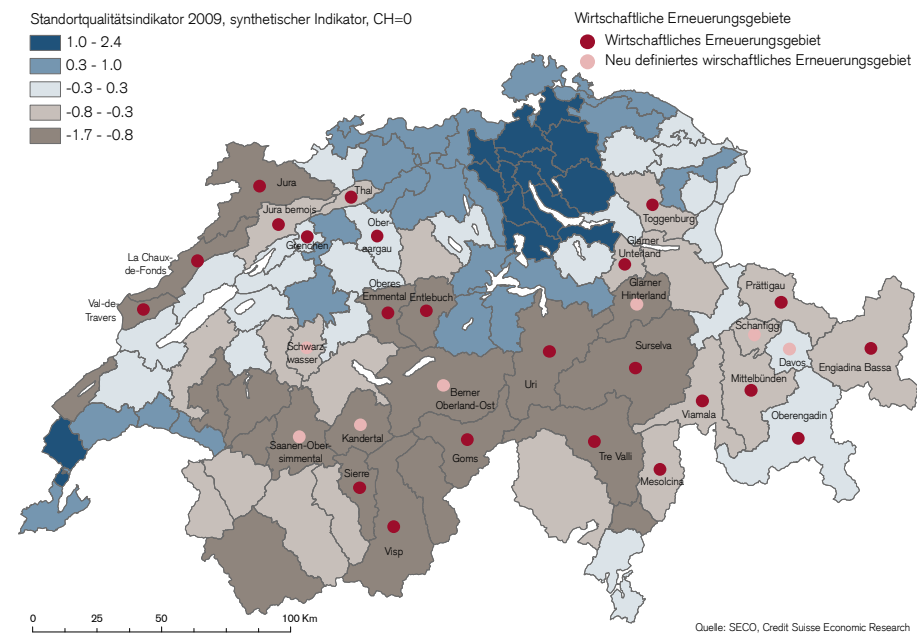 Standortqualitätsindikator 2009, synthetischer Indikator, CH=0
1.0 - 2.4
0.3 - 1.0
-0.3 - 0.3
-0.8 - -0.3
-1.7 - -0.8
Wirtschaftliche Erneuerungsgebiete
Wirtschaftliches Erneuerungsgebiet
Neu definiertes wirschaftliches Erneuerungsgebiet
Jura
Thal
Jura bernois
Grenchen
Ober-
aargau
Toggenburg
La Chaux-
de-Fonds
Glarner
Unterland
Val-de-
Travers
Oberes
Emmental
Entlebuch
Glarner
Hinterland
Prättigau
Schanfigg
Schwarz-
wasser
Surselva
Davos
Engiadina Bassa
Uri
Berner
Oberland-Ost
Mittelbünden
Viamala
Oberengadin
Saanen-Ober-
simmental
Kandertal
Goms
Tre Valli
Sierre
Mesolcina
Visp
0 25 50 100 Km
Quelle: SECO, Credit Suisse Economic Research